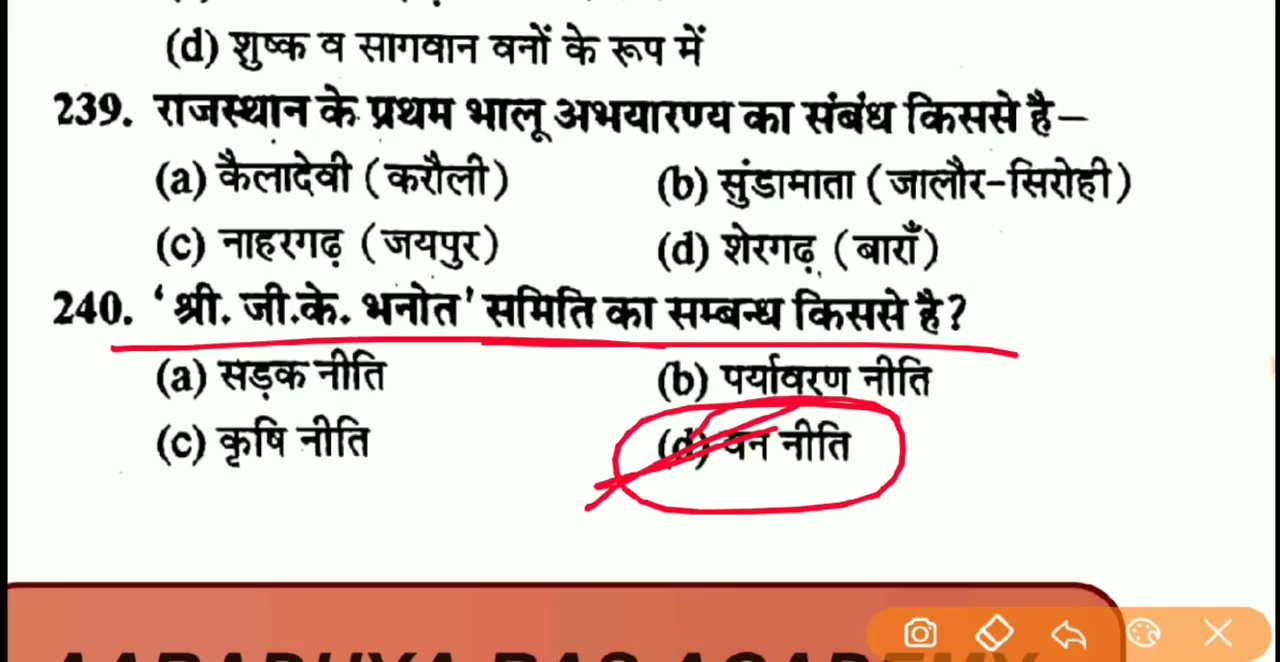 (d) शुष्क व सागवान वनों के रूप में
239. राजस्थान के प्रथम भालू अभयारण्य का संबंध किससे है–
(a) कैलादेवी (करौली) (b) सुंडामाता (जालौर-सिरोही)
(c) नाहरगढ़ (जयपुर) (d) शेरगढ़ (बाराँ)
240. ‘श्री. जी.के. भनोत’ समिति का सम्बन्ध किससे है?
(a) सड़क नीति (b) पर्यावरण नीति
(c) कृषि नीति (d) वन नीति